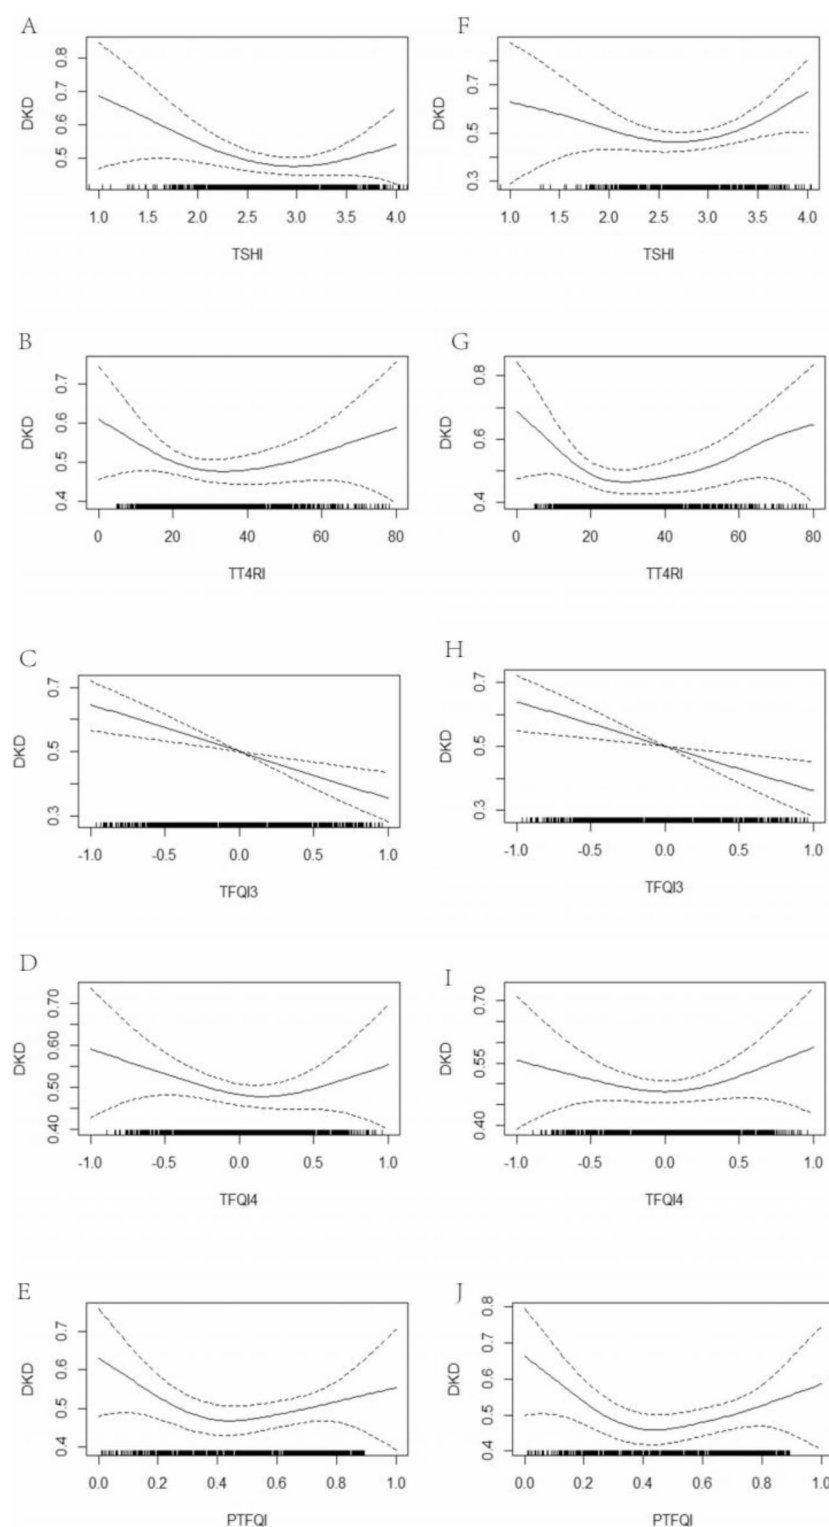 A
DKD
0.8
0.7
0.6
0.5
1.0 1.5 2.0 2.5 3.0 3.5 4.0
TSHI
F
DKD
0.7
0.5
0.3
1.0 1.5 2.0 2.5 3.0 3.5 4.0
TSHI
B
DKD
0.7
0.6
0.5
0.4
0 20 40 60 80
TT4RI
G
DKD
0.8
0.6
0.4
0 20 40 60 80
TT4RI
C
DKD
0.7
0.5
0.3
-1.0 -0.5 0.0 0.5 1.0
TFQI3
H
DKD
0.7
0.5
0.3
-1.0 -0.5 0.0 0.5 1.0
TFQI3
D
DKD
0.70
0.60
0.50
0.40
-1.0 -0.5 0.0 0.5 1.0
TFQI4
I
DKD
0.70
0.55
0.40
-1.0 -0.5 0.0 0.5 1.0
TFQI4
E
DKD
0.7
0.6
0.5
0.4
0.0 0.2 0.4 0.6 0.8 1.0
PTFQI
J
DKD
0.8
0.7
0.6
0.5
0.4
0.0 0.2 0.4 0.6 0.8 1.0
PTFQI